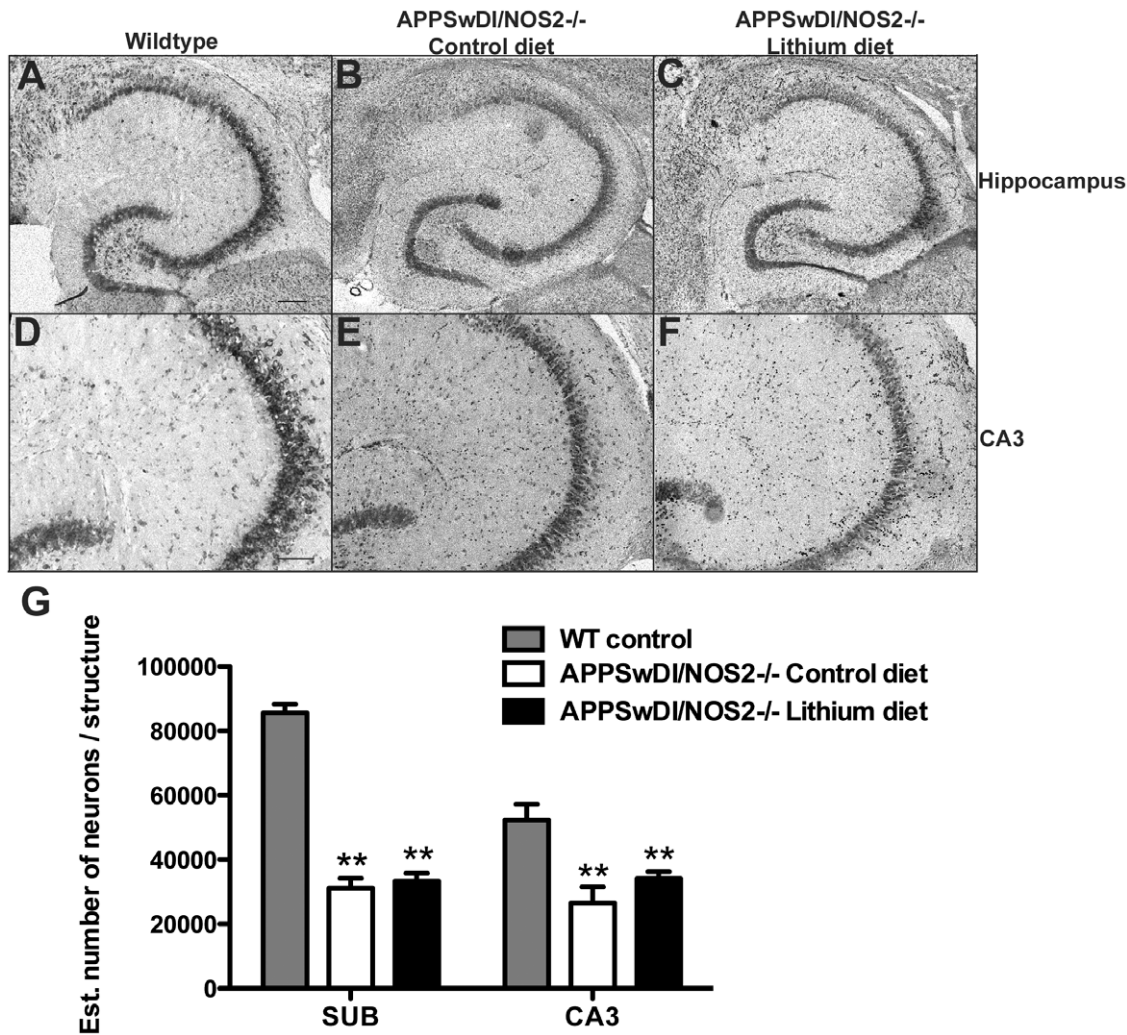 Wildtype
APPSwDI/NOS2-/-
Control diet
APPSwDI/NOS2-/-
Lithium diet
A
B
C
Hippocampus
D
E
F
CA3
G
WT control
APPSwDI/NOS2-/- Control diet
APPSwDI/NOS2-/- Lithium diet
Est. number of neurons / structure
100000
80000
60000
40000
20000
0
**
**
**
**
SUB
CA3